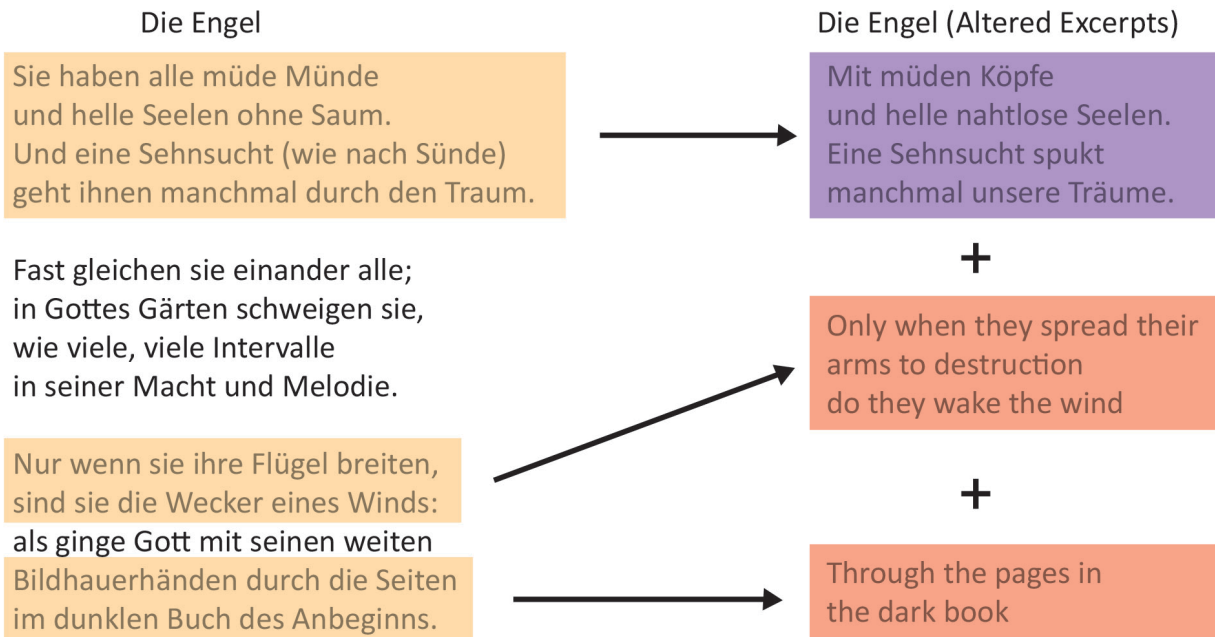 Die Engel
Sie haben alle müde Münde
und helle Seelen ohne Saum.
Und eine Sehnsucht (wie nach Sünde)
geht ihnen manchmal durch den Traum.
Fast gleichen sie einander alle;
in Gottes Gärten schweigen sie,
wie viele, viele Intervalle
in seiner Macht und Melodie.
Nur wenn sie ihre Flügel breiten,
sind sie die Wecker eines Winds:
als ginge Gott mit seinen weiten
Bildhauerhänden durch die Seiten
im dunklen Buch des Anbeginns.
Die Engel (Altered Excerpts)
Mit müden Köpfe
und helle nahtlose Seelen.
Eine Sehnsucht spukt
manchmal unsere Träume.
+
Only when they spread their
arms to destruction
do they wake the wind
+
Through the pages in
the dark book